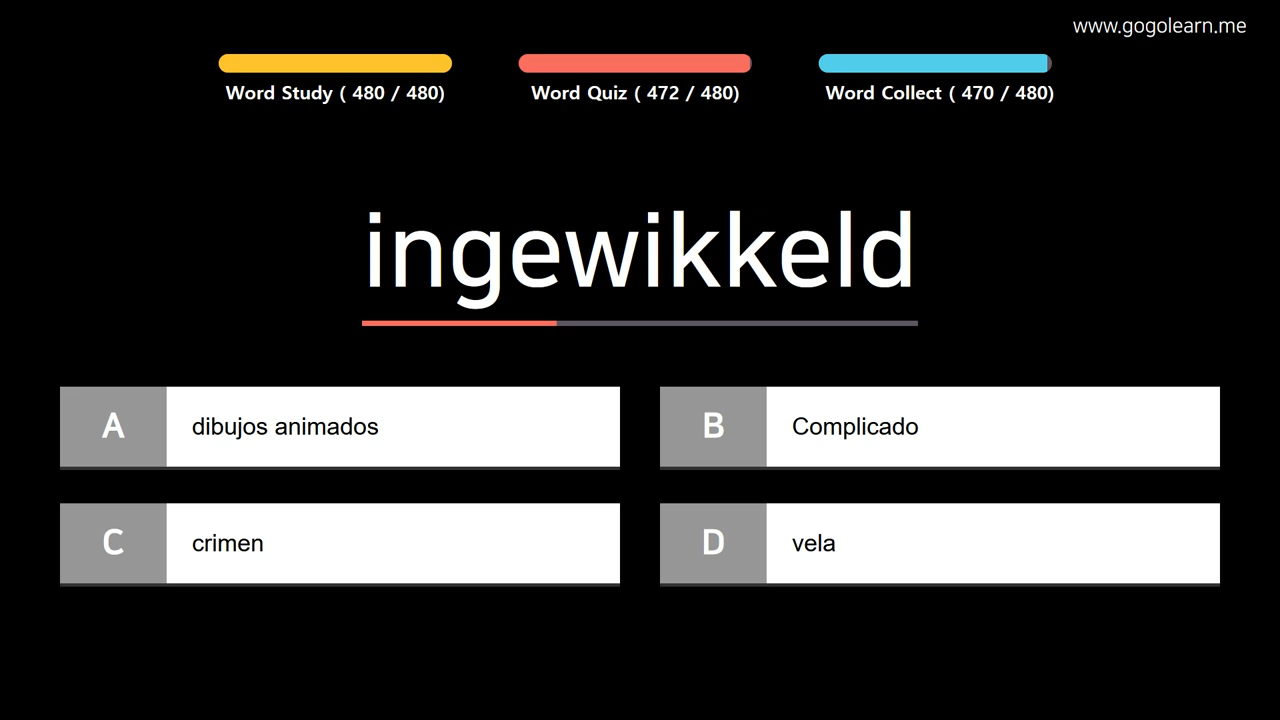 www.gogolearn.me
Word Study ( 480 / 480)
Word Quiz ( 472 / 480)
Word Collect ( 470 / 480)
ingewikkeld
A dibujos animados
B Complicado
C crimen
D vela